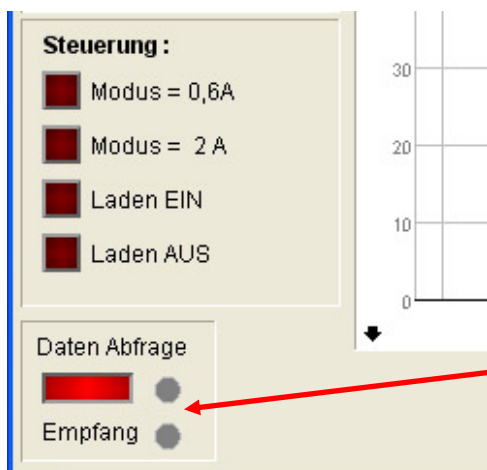 Steuerung :
Modus = 0,6A
Modus =  2 A
Laden EIN
Laden AUS
30
20
10
0
Daten Abfrage
Empfang